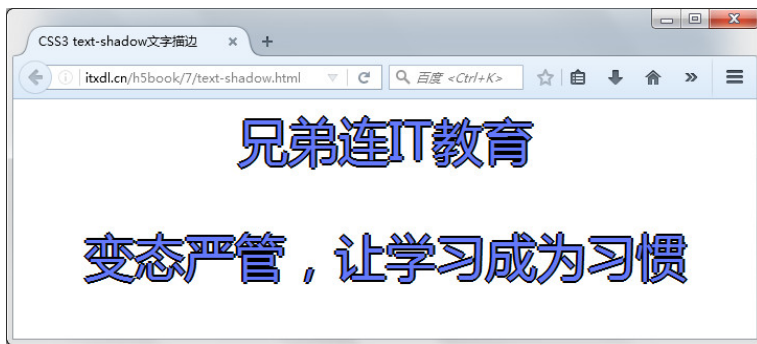 CSS3 text-shadow文字描边
itxdl.cn/h5book/7/text-shadow.html
百度 <Ctrl+K>
兄弟连IT教育
变态严管，让学习成为习惯